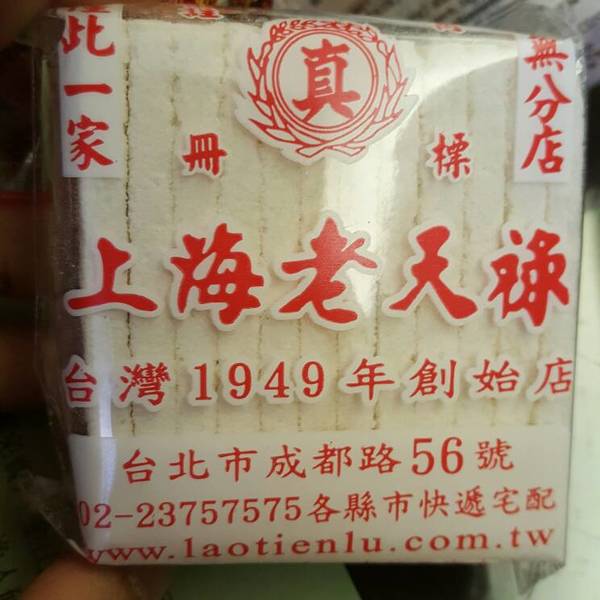 此一家
無分店
真
冊 標
上海老天祿
台灣1949年創始店
台北市成都路56號
02-23757575各縣市快遞宅配
www.laotienlu.com.tw